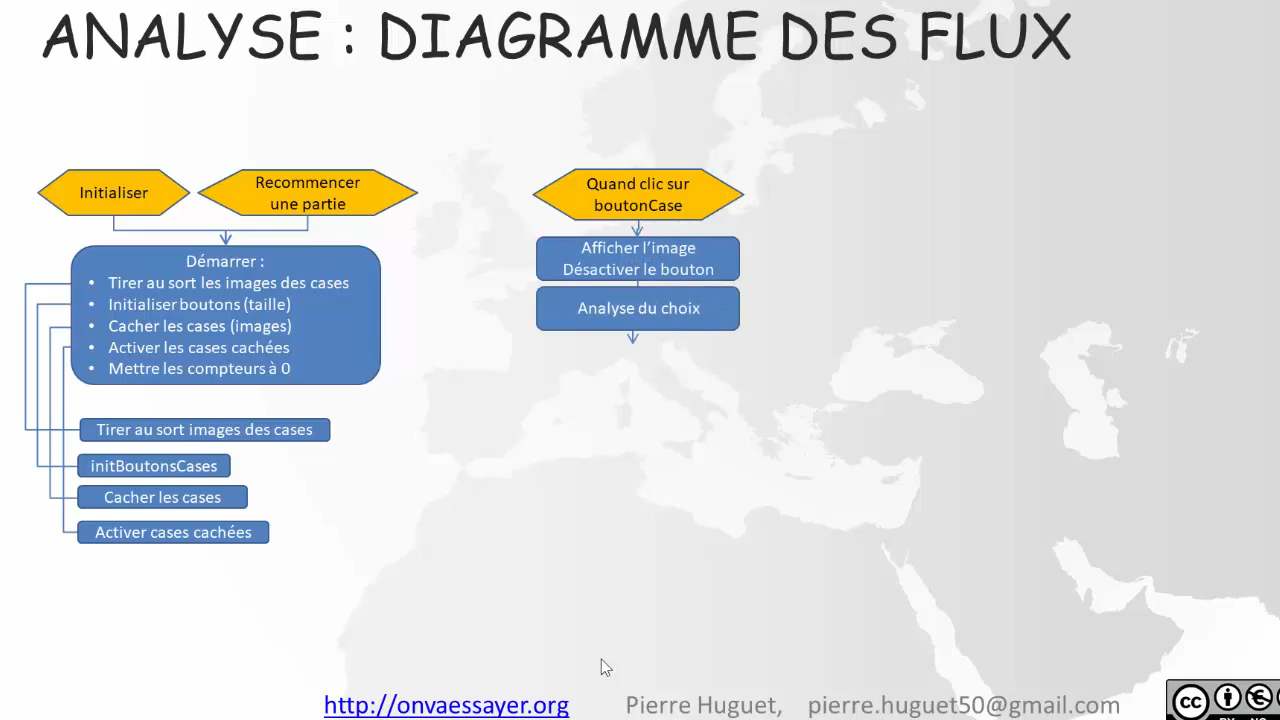 ANALYSE : DIAGRAMME DES FLUX
Initialiser
Recommencer
une partie
Démarrer :
• Tirer au sort les images des cases
• Initialiser boutons (taille)
• Cacher les cases (images)
• Activer les cases cachées
• Mettre les compteurs à 0
Tirer au sort images des cases
initBoutonsCases
Cacher les cases
Activer cases cachées
Quand clic sur
boutonCase
Afficher l'image
Désactiver le bouton
Analyse du choix
http://onvaessayer.org
Pierre Huguet, pierre.huguet50@gmail.com
cc